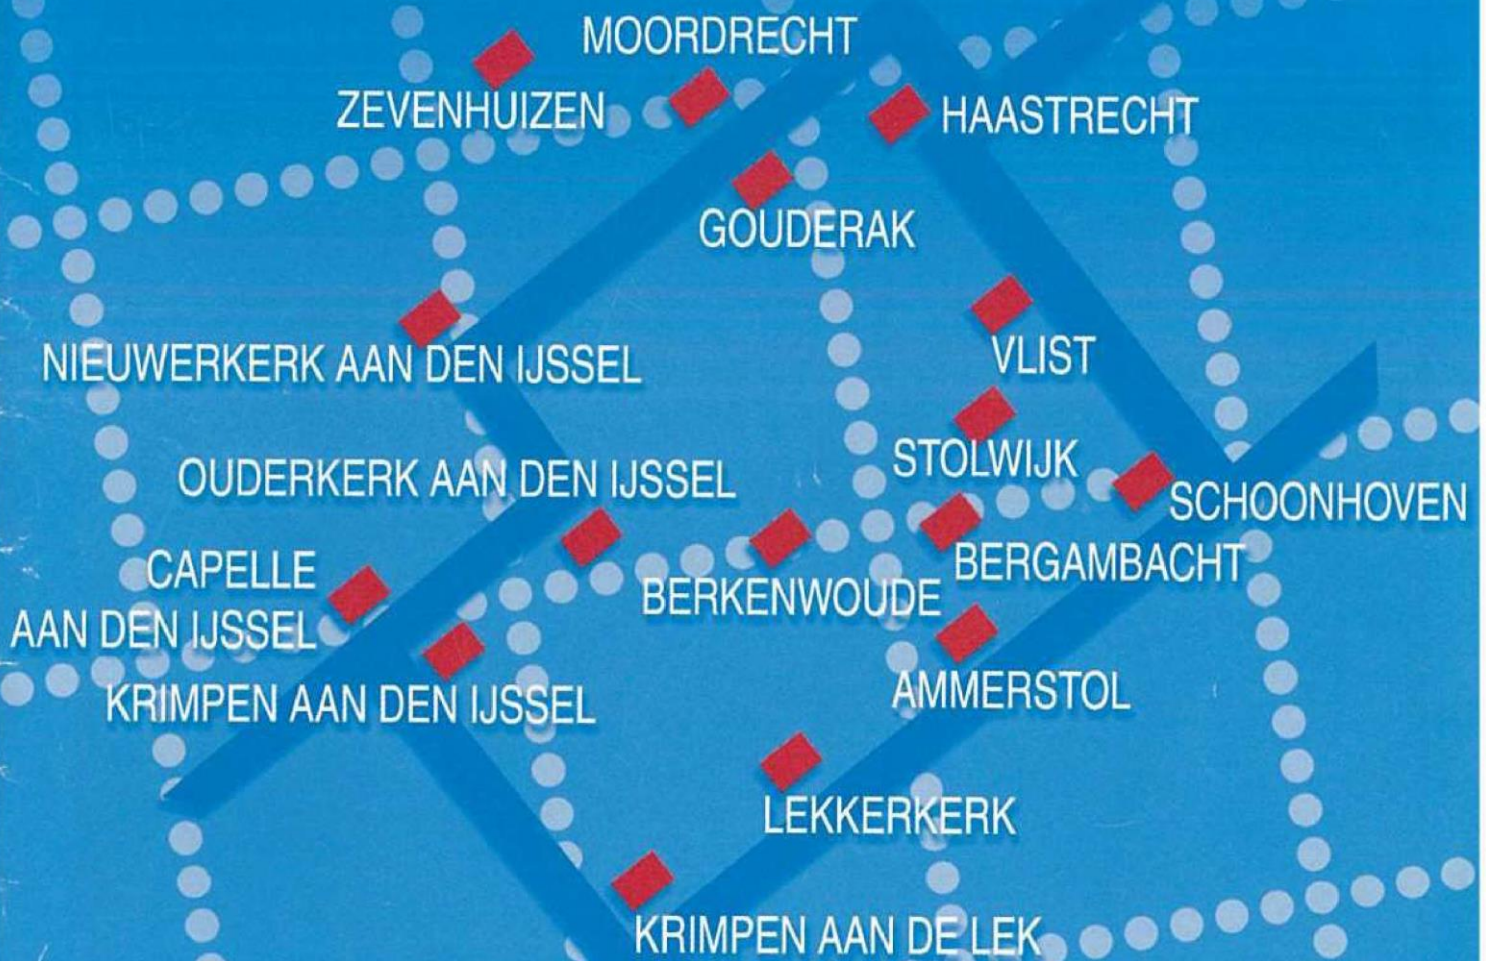 MOORDRECHT
ZEVENHUIZEN
HAASTRECHT
GOUDERAK
NIEUWERKERK AAN DEN IJSSEL
VLIST
STOLWIJK
OUDERKERK AAN DEN IJSSEL
SCHOONHOVEN
CAPELLE
AAN DEN IJSSEL
BERGAMBACHT
BERKENWOUDE
KRIMPEN AAN DEN IJSSEL
AMMERSTOL
LEKKERKERK
KRIMPEN AAN DE LEK